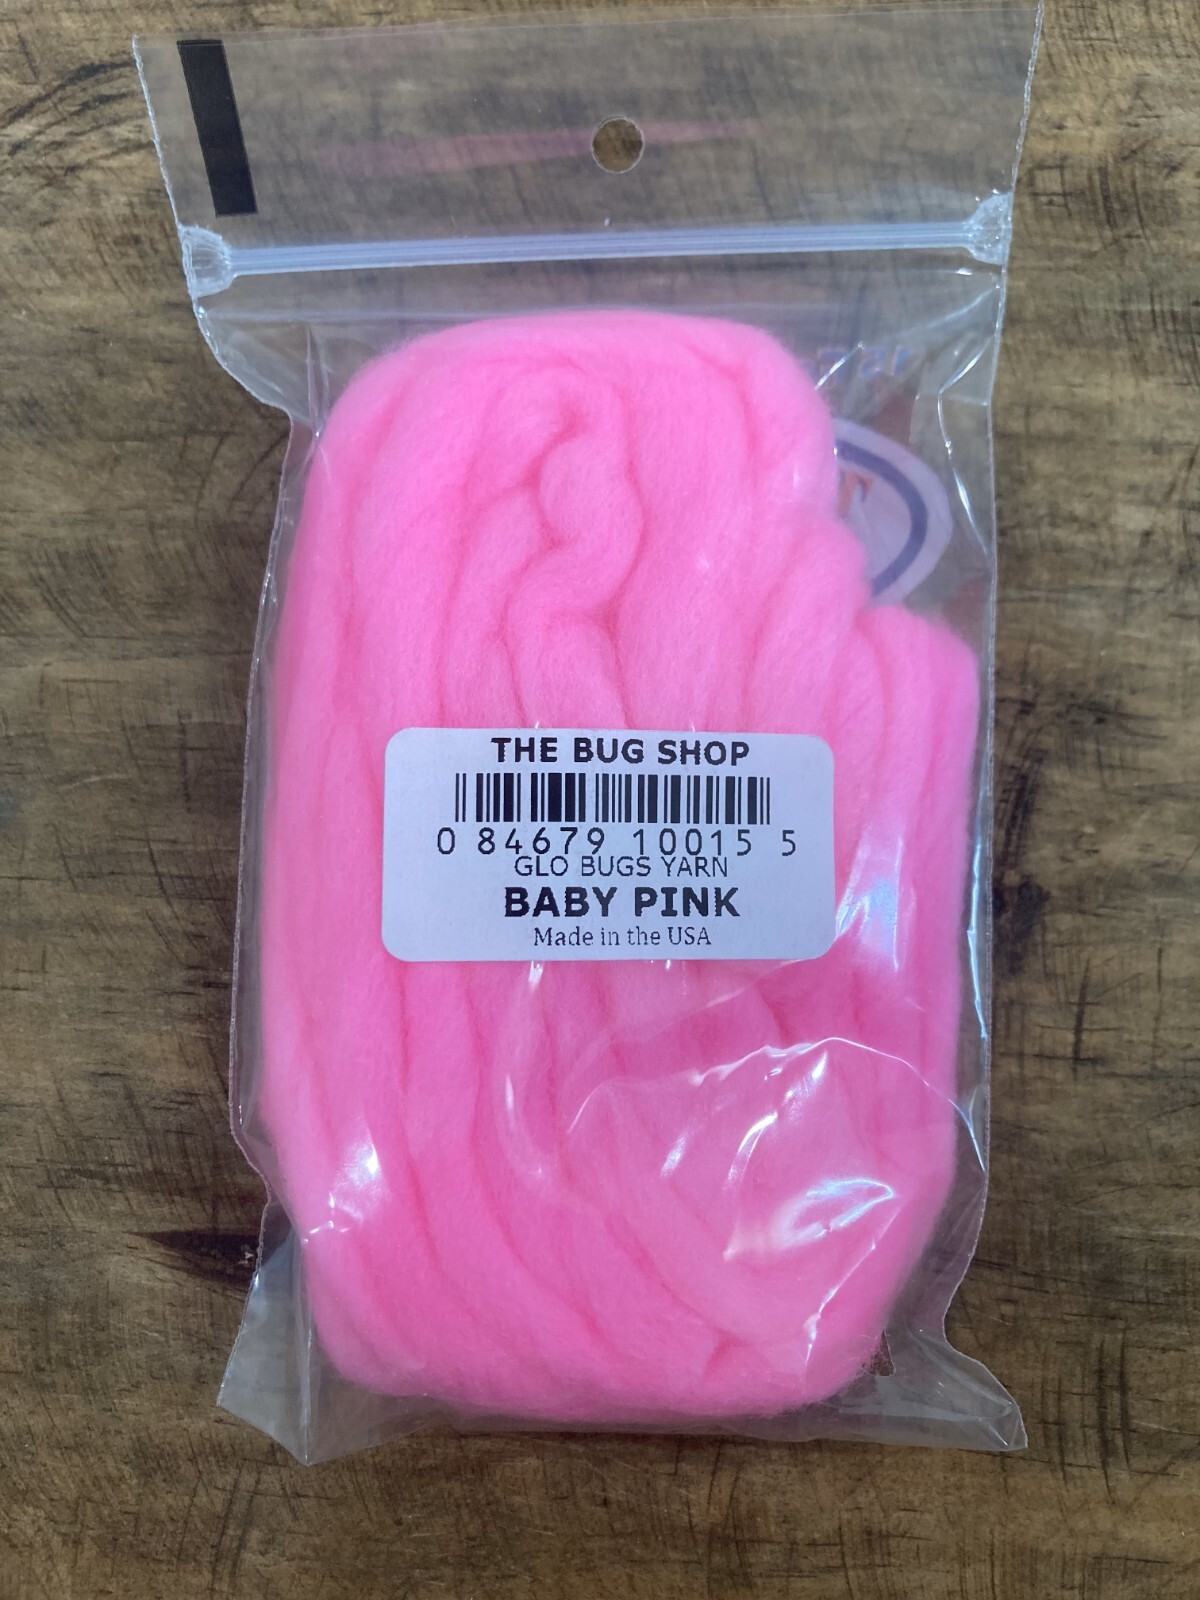 THE BUG SHOP
0 84679 10015 5
GLO BUGS YARN
BABY PINK
Made in the USA